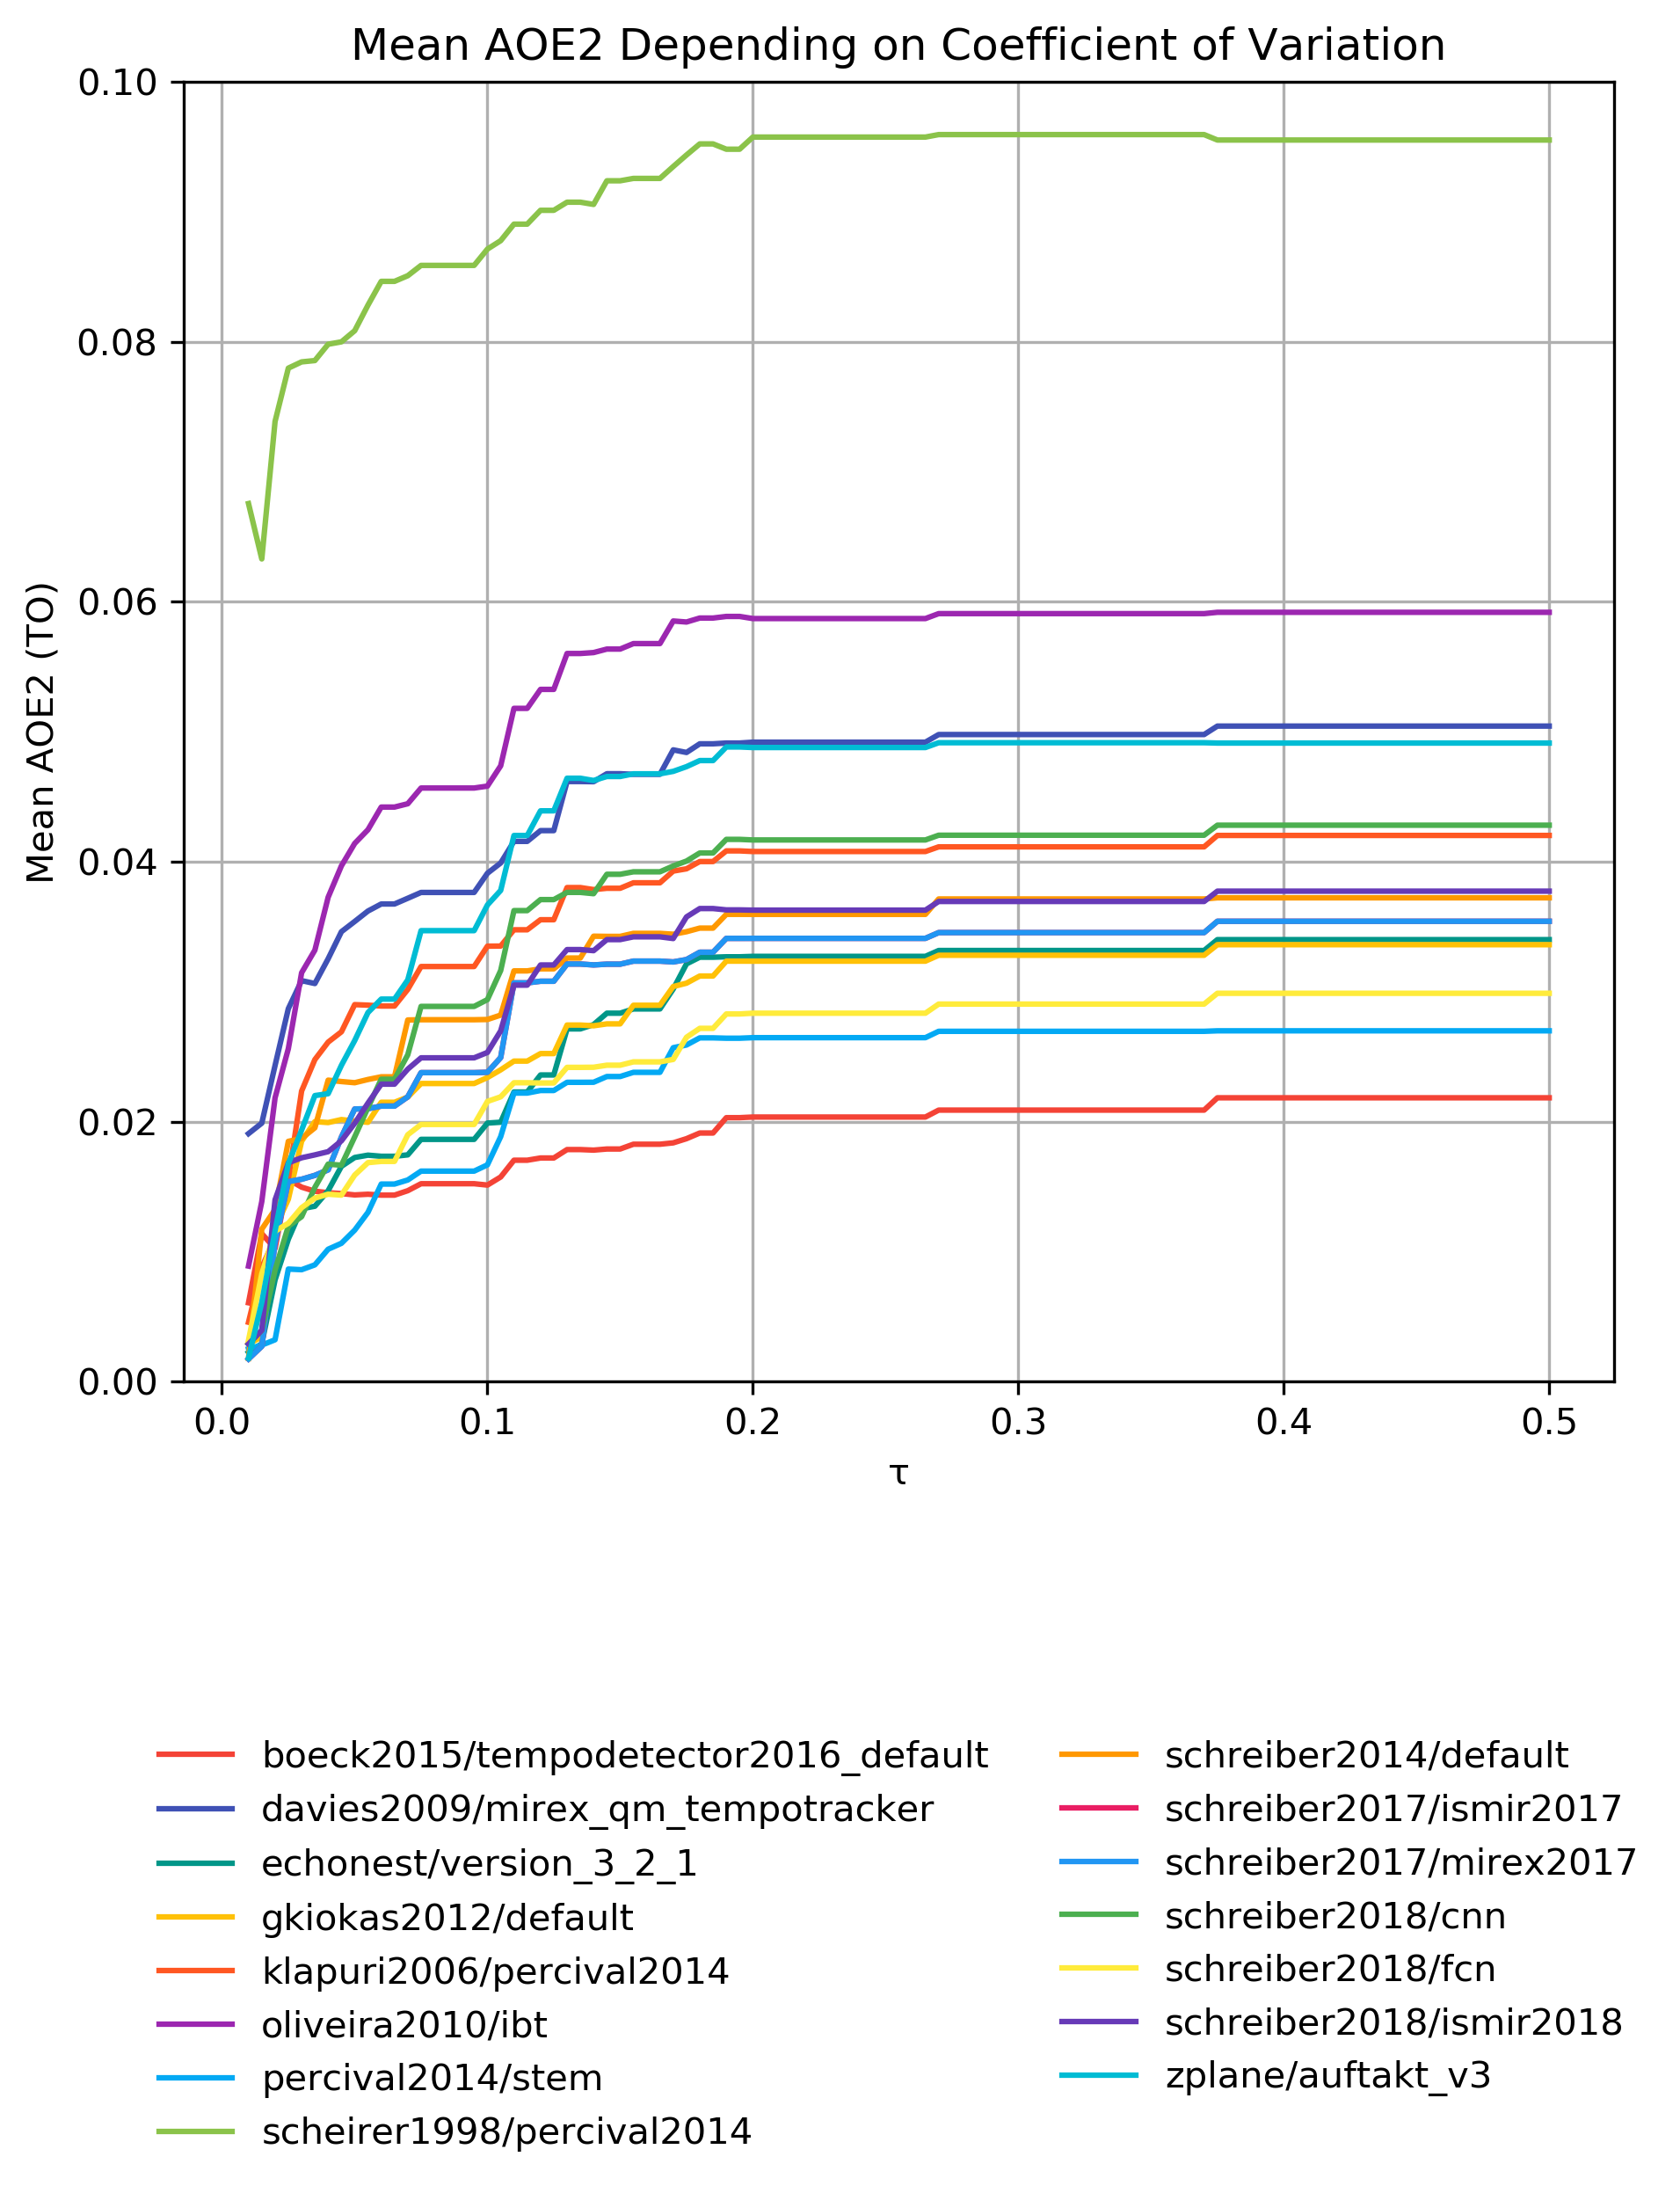 Mean AOE2 Depending on Coefficient of Variation
0.10
0.08
0.06
0.04
0.02
0.00
Mean AOE2 (TO)
0.0 0.1 0.2 0.3 0.4 0.5
τ
boeck2015/tempodetector2016_default
davies2009/mirex_qm_tempotracker
echonest/version_3_2_1
gkiokas2012/default
klapuri2006/percival2014
oliveira2010/ibt
percival2014/stem
scheirer1998/percival2014
schreiber2014/default
schreiber2017/ismir2017
schreiber2017/mirex2017
schreiber2018/cnn
schreiber2018/fcn
schreiber2018/ismir2018
zplane/auftakt_v3